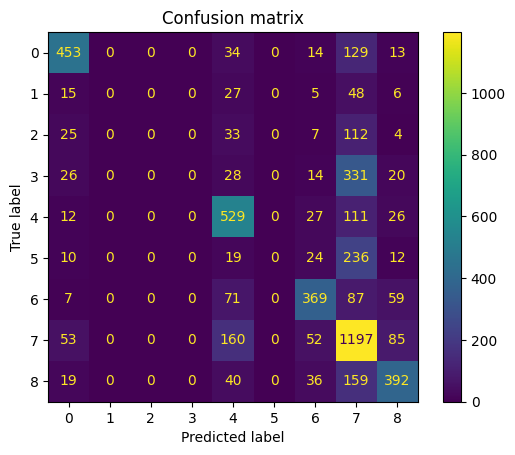 Confusion matrix
0 453 0 0 0 34 0 14 129 13
1 15 0 0 0 27 0 5 48 6
2 25 0 0 0 33 0 7 112 4
3 26 0 0 0 28 0 14 331 20
4 12 0 0 0 529 0 27 111 26
5 10 0 0 0 19 0 24 236 12
6 7 0 0 0 71 0 369 87 59
7 53 0 0 0 160 0 52 1197 85
8 19 0 0 0 40 0 36 159 392
0 1 2 3 4 5 6 7 8
Predicted label
True label
1000
800
600
400
200
0